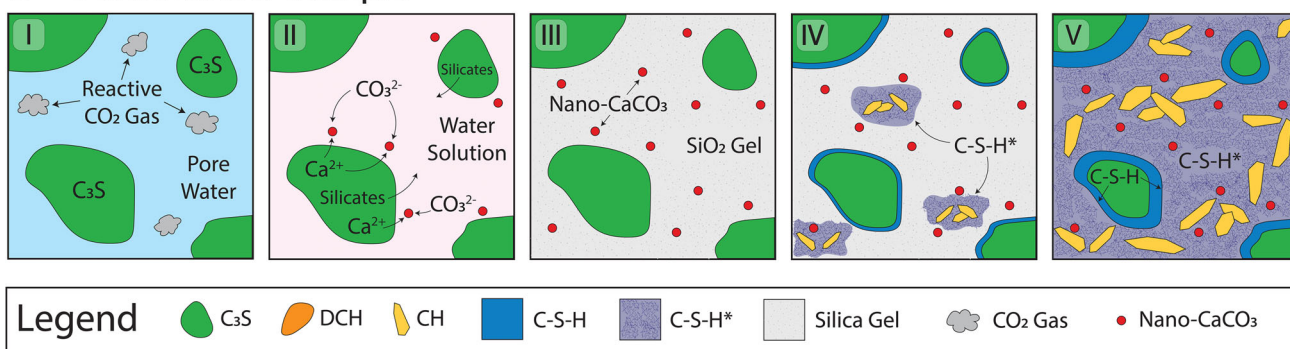 I
C₃S
Reactive
CO₂ Gas
Pore
Water
C₃S
II
Silicates
CO₃²⁻
Water
Solution
Ca²⁺
Silicates
CO₃²⁻
Ca²⁺
III
Nano-CaCO₃
SiO₂ Gel
IV
C-S-H*
V
C-S-H*
C-S-H
Legend
C₃S
DCH
CH
C-S-H
C-S-H*
Silica Gel
CO₂ Gas
Nano-CaCO₃